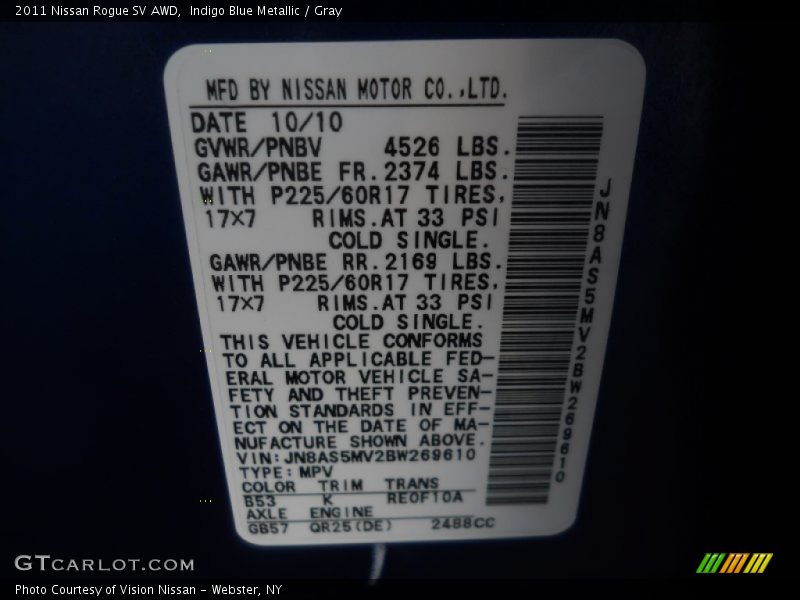 2011 Nissan Rogue SV AWD,  Indigo Blue Metallic / Gray
MFD BY NISSAN MOTOR CO.,LTD.
DATE 10/10
GVWR/PNBV 4526 LBS.
GAWR/PNBE FR.2374 LBS.
WITH P225/60R17 TIRES,
17×7 RIMS.AT 33 PSI
COLD SINGLE.
GAWR/PNBE RR.2169 LBS.
WITH P225/60R17 TIRES,
17×7 RIMS.AT 33 PSI
COLD SINGLE.
THIS VEHICLE CONFORMS
TO ALL APPLICABLE FED-
ERAL MOTOR VEHICLE SA-
FETY AND THEFT PREVEN-
TION STANDARDS IN EFF-
ECT ON THE DATE OF MA-
NUFACTURE SHOWN ABOVE.
VIN:JN8AS5MV2BW269610
TYPE:MPV
COLOR TRIM TRANS
B53 K RE0F10A
AXLE ENGINE
GB57 QR25(DE) 2488CC
JN8AS5MV2BW269610
GTCARLOT.COM
Photo Courtesy of Vision Nissan - Webster, NY